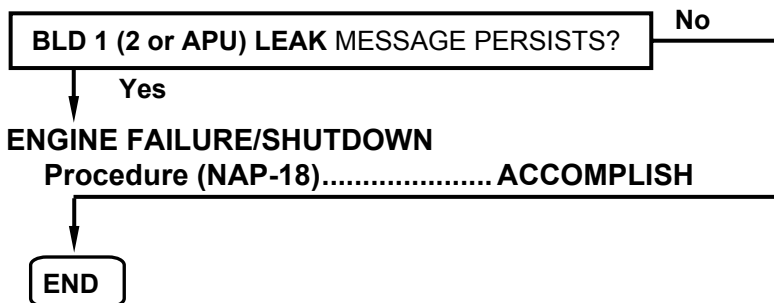 No
BLD 1 (2 or APU) LEAK MESSAGE PERSISTS?
Yes
ENGINE FAILURE/SHUTDOWN
Procedure (NAP-18)..................... ACCOMPLISH
END